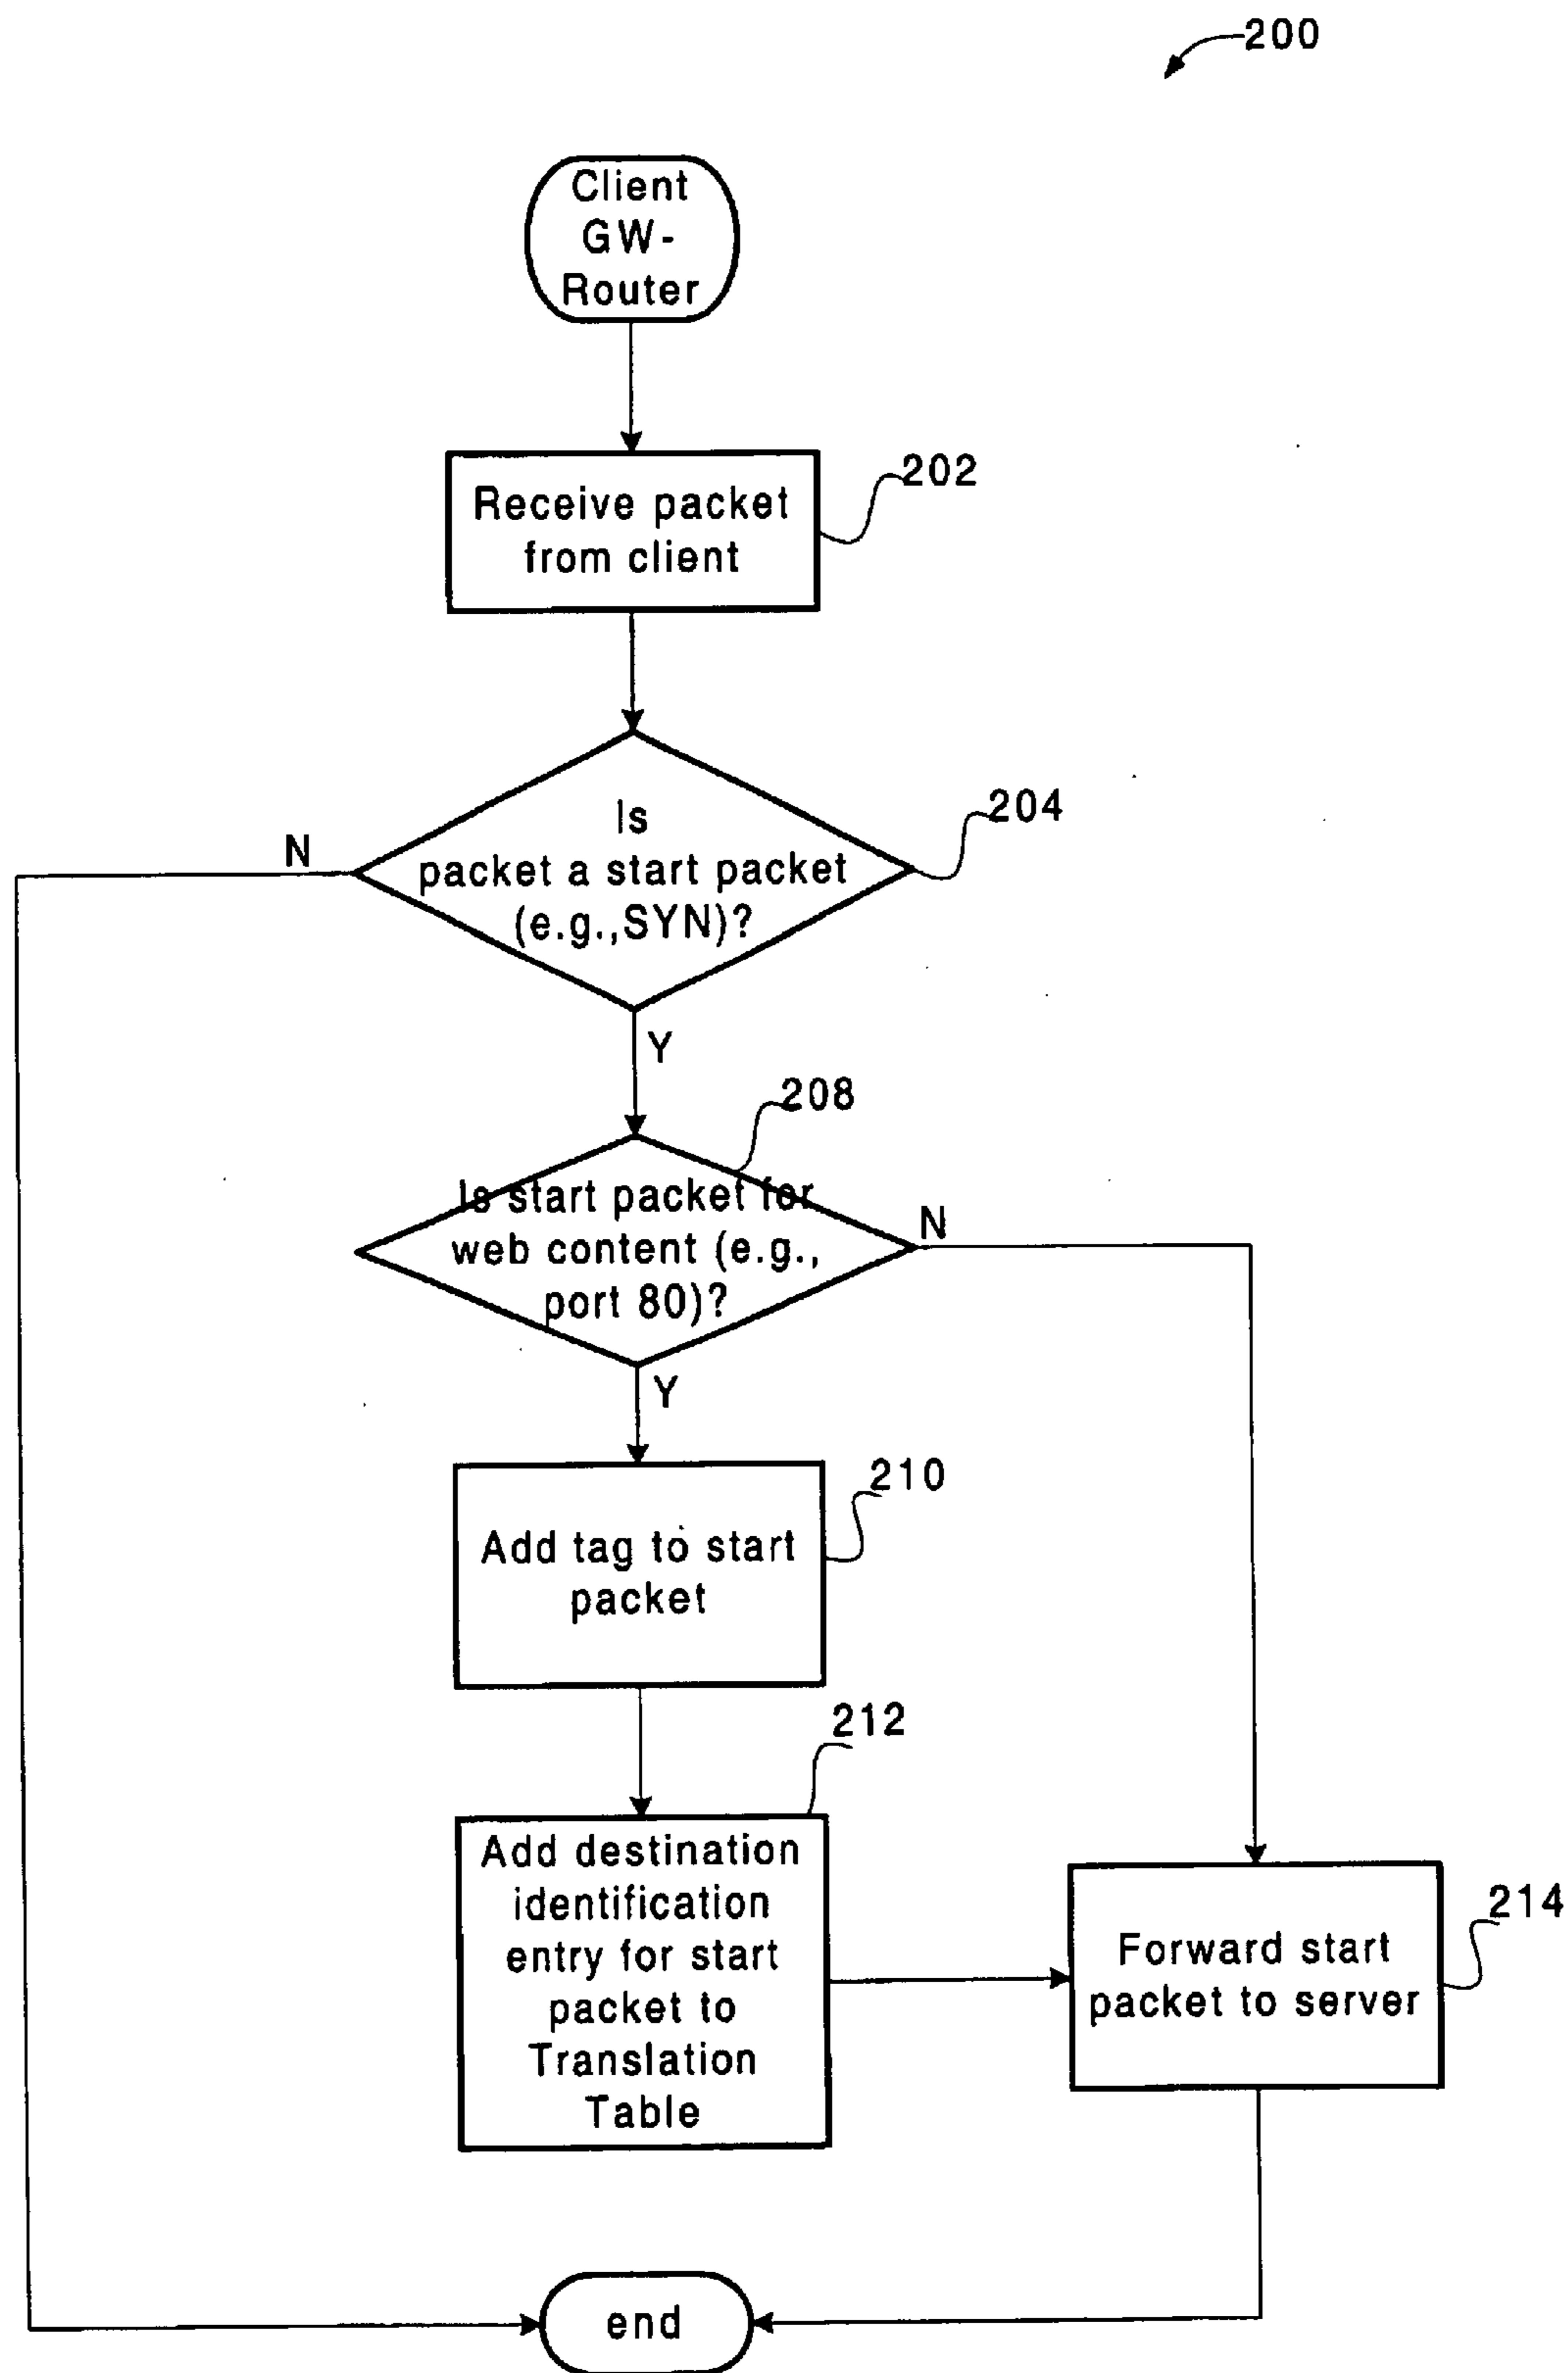 200
Client
GW-
Router
202
Receive packet
from client
204
Is
packet a start packet
(e.g.,SYN)?
N
Y
208
Is start packet for
web content (e.g.,
port 80)?
N
Y
210
Add tag to start
packet
212
Add destination
identification
entry for start
packet to
Translation
Table
214
Forward start
packet to server
end